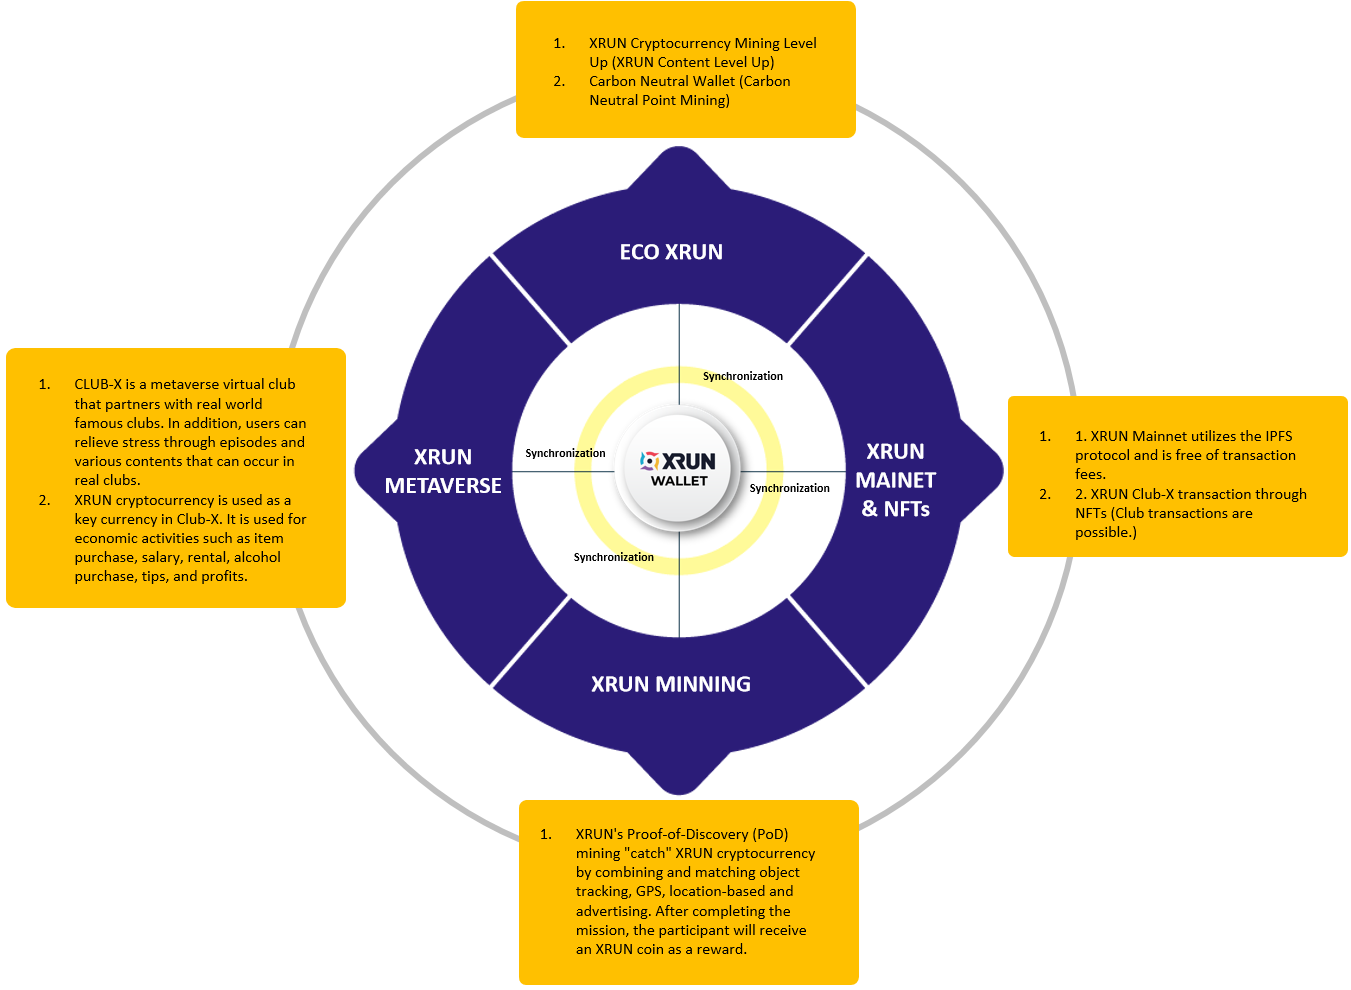 1. XRUN Cryptocurrency Mining Level
Up (XRUN Content Level Up)
2. Carbon Neutral Wallet (Carbon
Neutral Point Mining)
ECO XRUN
1. CLUB-X is a metaverse virtual club
that partners with real world
famous clubs. In addition, users can
relieve stress through episodes and
various contents that can occur in
real clubs.
2. XRUN cryptocurrency is used as a
key currency in Club-X. It is used for
economic activities such as item
purchase, salary, rental, alcohol
purchase, tips, and profits.
XRUN
METAVERSE
Synchronization
Synchronization
XRUN
WALLET
Synchronization
Synchronization
XRUN
MAINET
& NFTs
1. 1. XRUN Mainnet utilizes the IPFS
protocol and is free of transaction
fees.
2. 2. XRUN Club-X transaction through
NFTs (Club transactions are
possible.)
XRUN MINNING
1. XRUN's Proof-of-Discovery (PoD)
mining "catch" XRUN cryptocurrency
by combining and matching object
tracking, GPS, location-based and
advertising. After completing the
mission, the participant will receive
an XRUN coin as a reward.